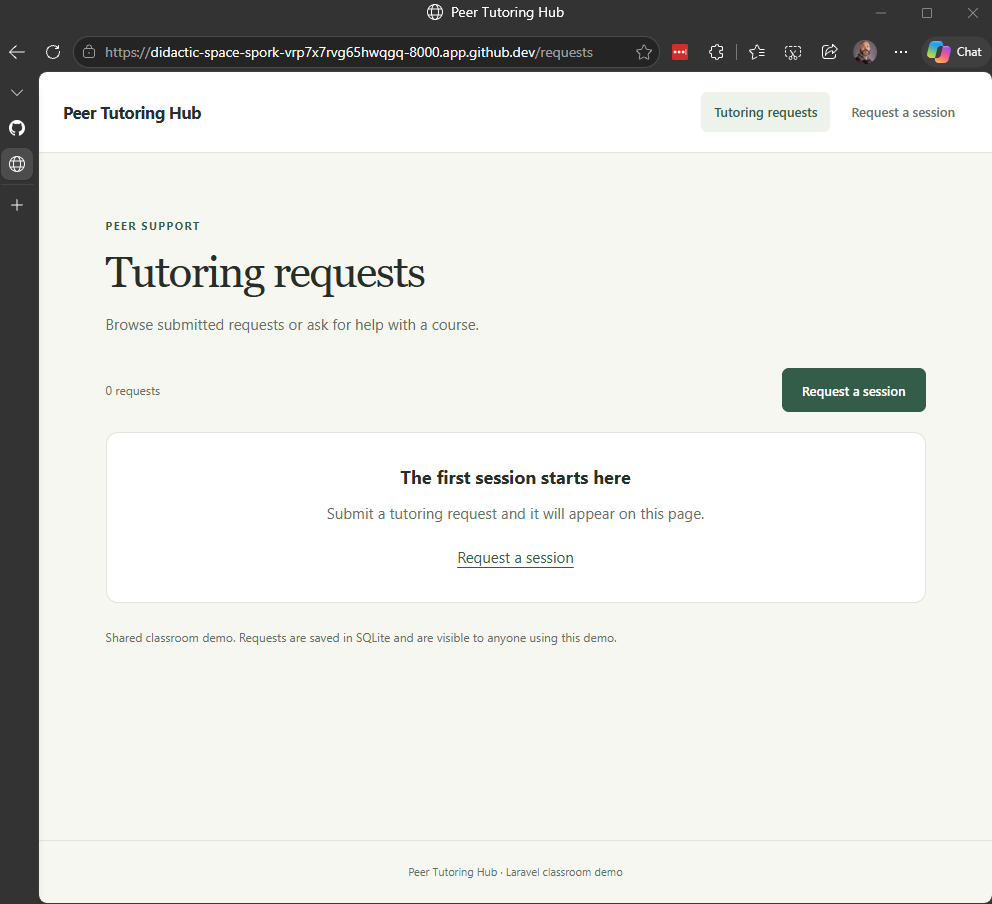 Peer Tutoring Hub
https://didactic-space-spork-vrp7x7rvg65hwqgq-8000.app.github.dev/requests
Chat
Peer Tutoring Hub
Tutoring requests
Request a session
PEER SUPPORT
Tutoring requests
Browse submitted requests or ask for help with a course.
0 requests
Request a session
The first session starts here
Submit a tutoring request and it will appear on this page.
Request a session
Shared classroom demo. Requests are saved in SQLite and are visible to anyone using this demo.
Peer Tutoring Hub · Laravel classroom demo